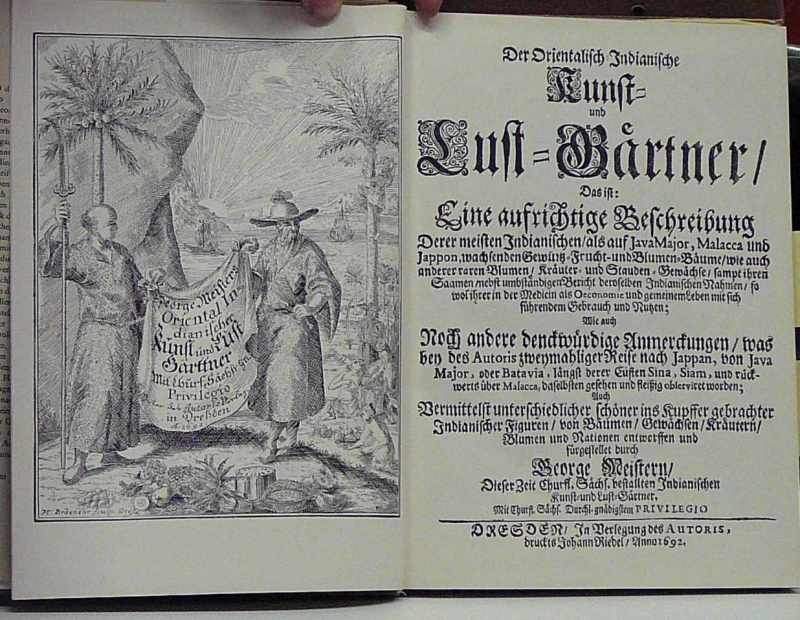 George Meisters
Oriental In-
dianischer
Kunst und Lust
Gärtner
Mit Churf. Sächs.
Privilegio
in Dresden
Der Orientalisch Indianische
Kunst-
und
Lust-Gärtner/
Das ist:
Eine aufrichtige Beschreibung
Derer meisten Indianischen/ als auf Java Major, Malacca und
Jappon, wachsenden Gewürtz-Frucht- und Blumen-Bäume/ wie auch
anderer raren Blumen/ Kräuter- und Stauden-Gewächse/ sampt ihren
Saamen/ nebst umbständigen Bericht deroselben Indianischen Nahmen/ so
wol ihrer in der Medicin als Oeconomie und gemeinem Leben mit sich
führendem Gebrauch und Nutzen;
Wie auch
Noch andere denckwürdige Anmerckungen/ was
bey des Autoris zweymahliger Reise nach Jappan, von Java
Major, oder Batavia, längst derer Cüsten Sina, Siam, und rück-
werts über Malacca, daselbsten gesehen und fleißig observiret worden;
Auch
Vermittelst unterschiedlicher schöner ins Kupffer gebrachter
Indianischer Figuren/ von Bäumen/ Gewächsen/ Kräutern/
Blumen und Nationen entworffen und
fürgestellet durch
George Meistern/
Dieser Zeit Churfl. Sächs. bestallten Indianischen
Kunst- und Lust-Gärtner.
Mit Churfl. Sächs. Durchl. gnädigstem PRIVILEGIO
DRESDEN/ In Verlegung des AUTORIS,
druckts Johann Riedel/ Anno 1692.